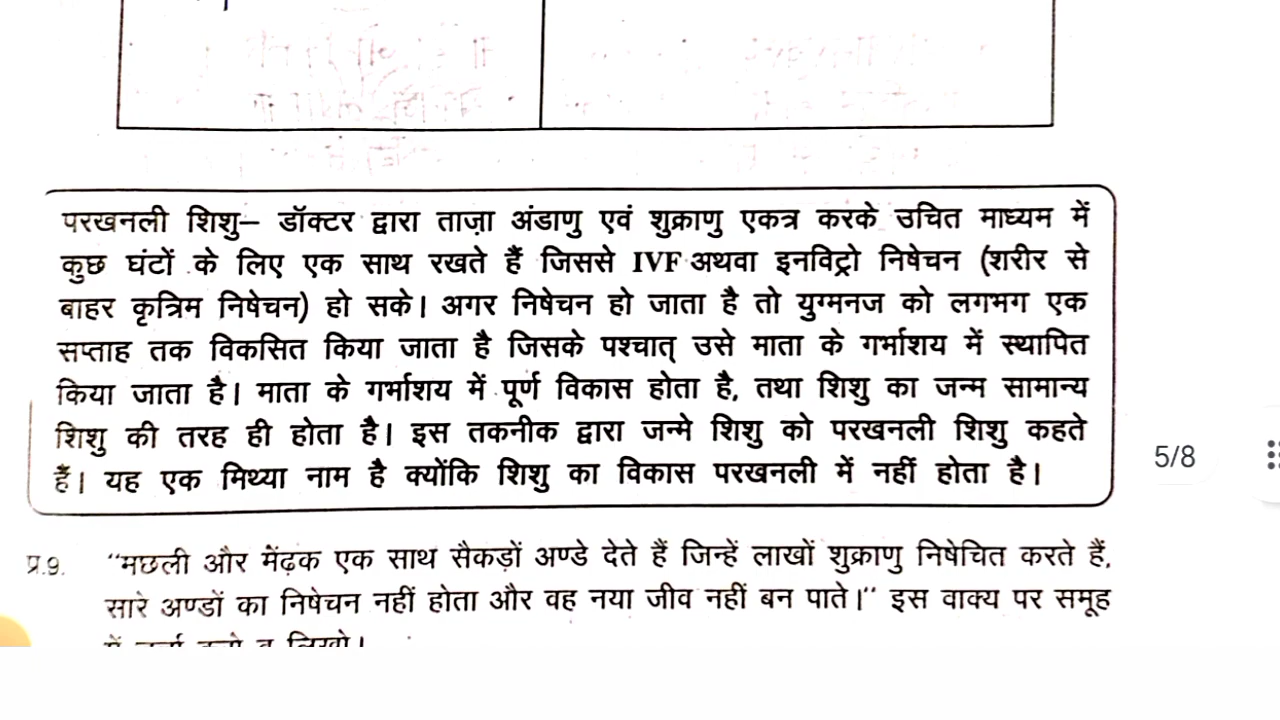 परखनली शिशु– डॉक्टर द्वारा ताज़ा अंडाणु एवं शुक्राणु एकत्र करके उचित माध्यम में
कुछ घंटों के लिए एक साथ रखते हैं जिससे IVF अथवा इनविट्रो निषेचन (शरीर से
बाहर कृत्रिम निषेचन) हो सके। अगर निषेचन हो जाता है तो युग्मनज को लगभग एक
सप्ताह तक विकसित किया जाता है जिसके पश्चात् उसे माता के गर्भाशय में स्थापित
किया जाता है। माता के गर्भाशय में पूर्ण विकास होता है, तथा शिशु का जन्म सामान्य
शिशु की तरह ही होता है। इस तकनीक द्वारा जन्मे शिशु को परखनली शिशु कहते
हैं। यह एक मिथ्या नाम है क्योंकि शिशु का विकास परखनली में नहीं होता है।
5/8
प्र.9. “मछली और मेंढ़क एक साथ सैकड़ों अण्डे देते हैं जिन्हें लाखों शुक्राणु निषेचित करते हैं,
सारे अण्डों का निषेचन नहीं होता और वह नया जीव नहीं बन पाते।” इस वाक्य पर समूह
में चर्चा करो व लिखो।